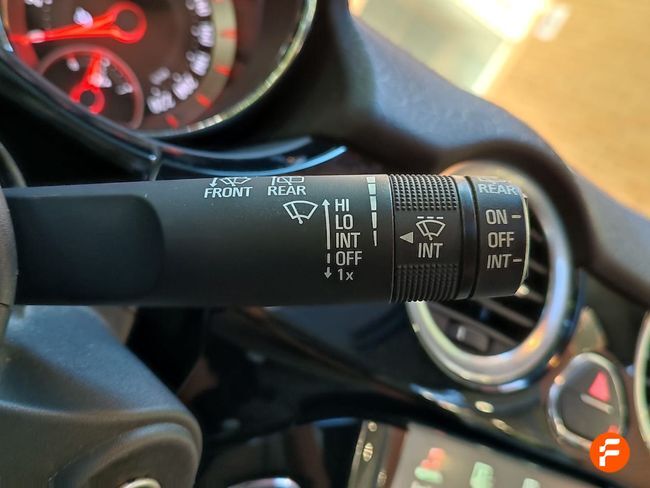 FRONT
REAR
HI
LO
INT
OFF
1x
INT
REAR
ON
OFF
INT